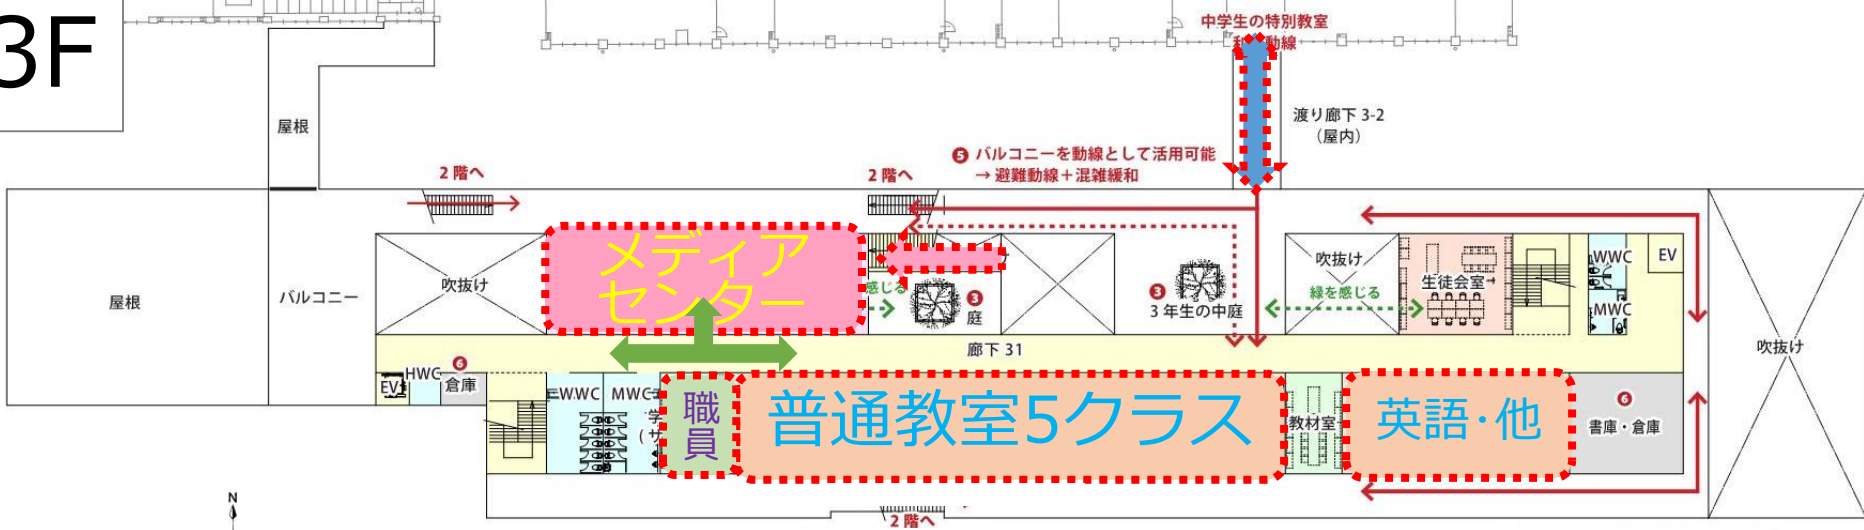 3F
中学生の特別教室
動線
屋根
渡り廊下 3-2
（屋内）
❺ バルコニーを動線として活用可能
→ 避難動線＋混雑緩和
2 階へ
2 階へ
メディア
センター
吹抜け
生徒会室
WWC
EV
吹抜け
感じる
❸
庭
❸
3 年生の中庭
緑を感じる
MWC
屋根
バルコニー
廊下 31
吹抜け
EV
HWC
❻
倉庫
WWC
MWC
学
（サ
職員
普通教室5クラス
教材室
英語・他
❻
書庫・倉庫
N
2 階へ